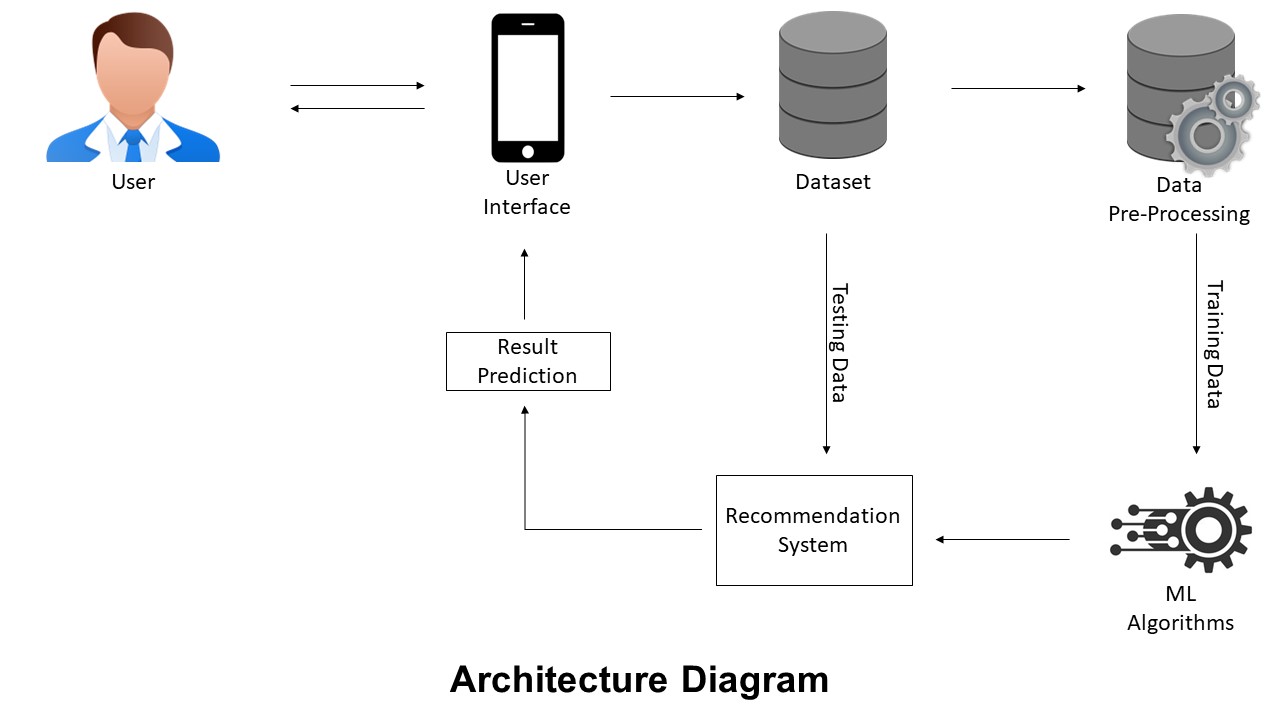 User
User
Interface
Dataset
Data
Pre-Processing
Testing Data
Training Data
Result
Prediction
Recommendation
System
ML
Algorithms
Architecture Diagram